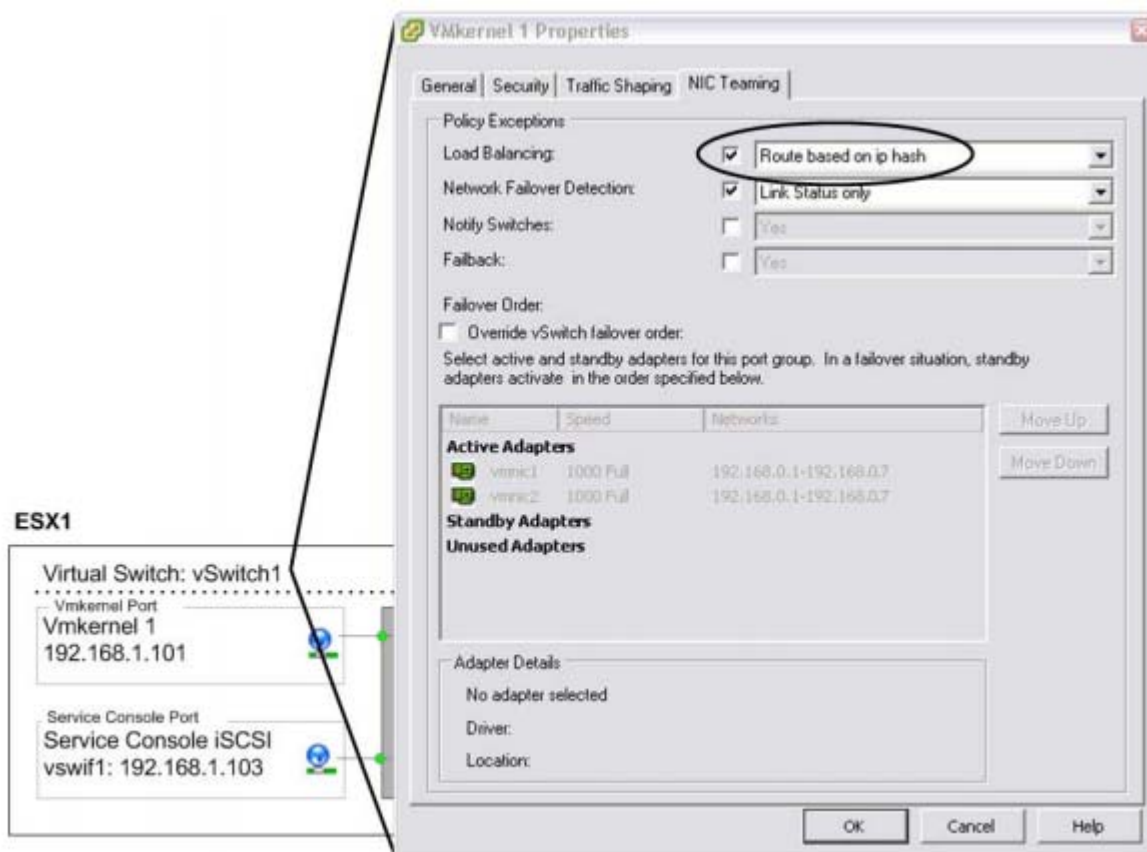 VMkernel 1 Properties
General Security Traffic Shaping NIC Teaming
Policy Exceptions
Load Balancing: Route based on ip hash
Network Failover Detection: Link Status only
Notify Switches: Yes
Failback: Yes
Failover Order:
Override vSwitch failover order:
Select active and standby adapters for this port group. In a failover situation, standby
adapters activate in the order specified below.
Name Speed Networks
Move Up
Active Adapters
Move Down
vmnic1 1000 Full 192.168.0.1-192.168.0.7
vmnic2 1000 Full 192.168.0.1-192.168.0.7
Standby Adapters
Unused Adapters
Adapter Details
No adapter selected
Driver:
Location:
OK Cancel Help
ESX1
Virtual Switch: vSwitch1
Vmkernel Port
Vmkernel 1
192.168.1.101
Service Console Port
Service Console iSCSI
vswif1: 192.168.1.103